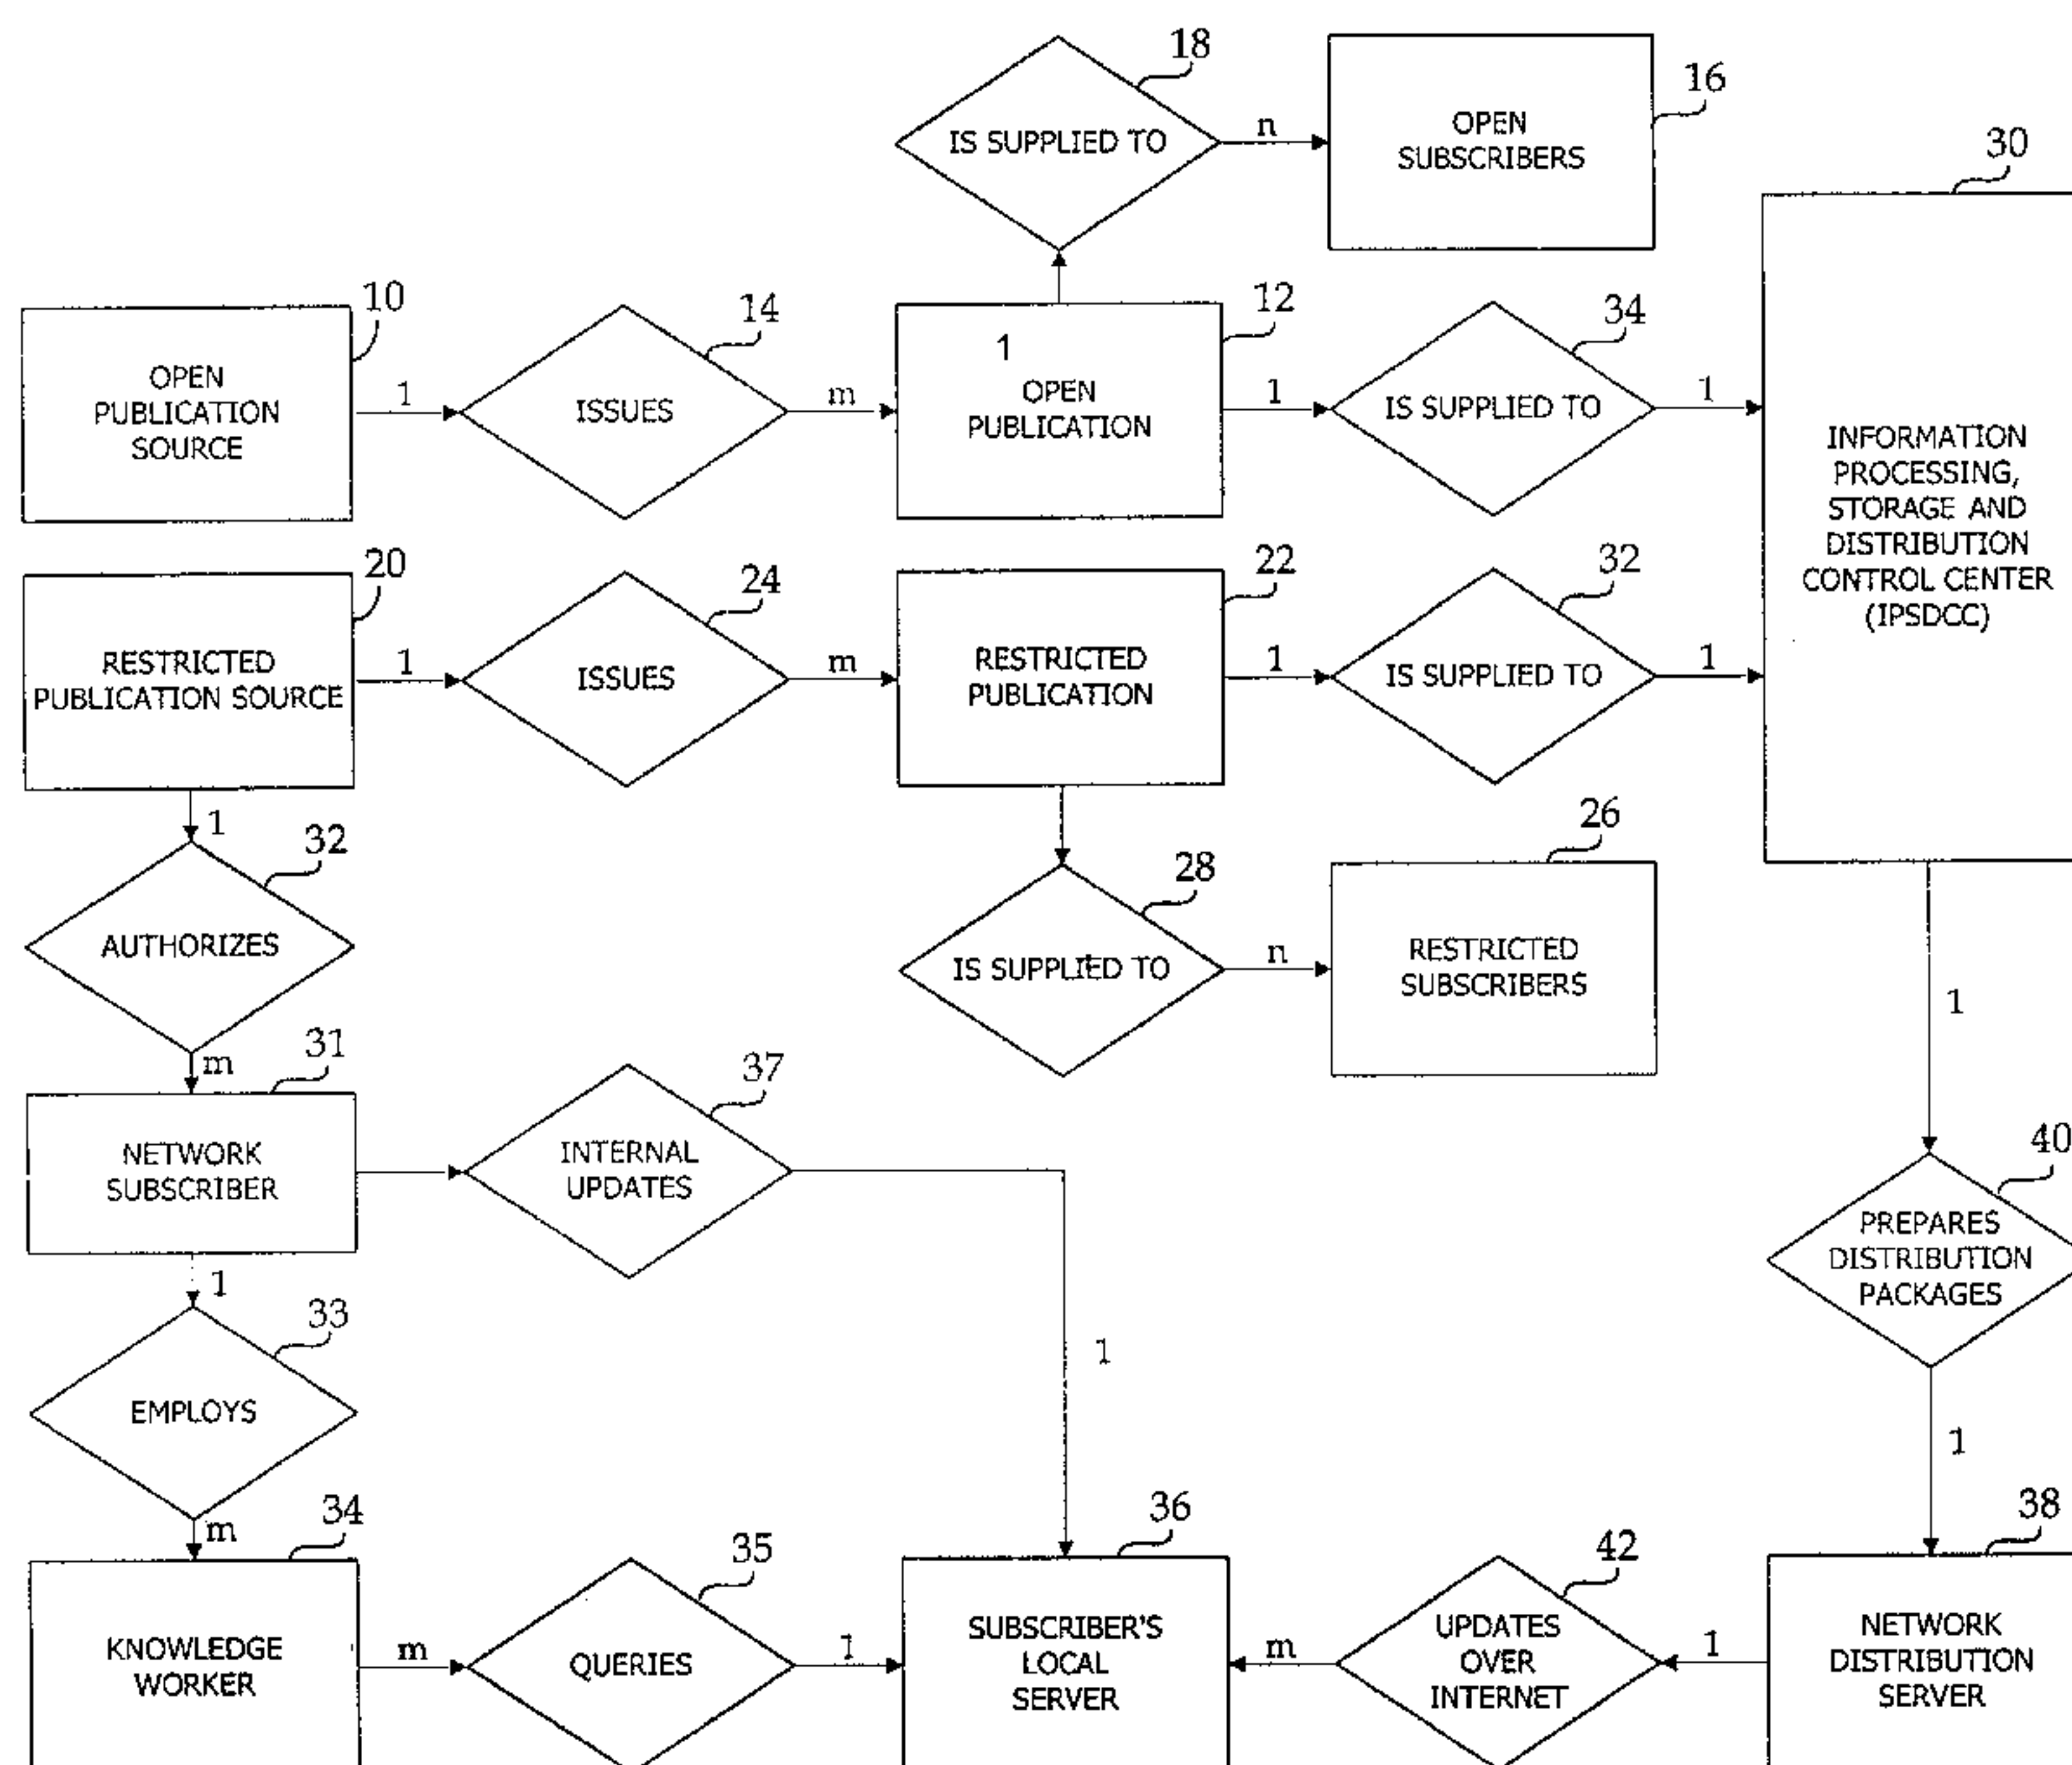 18
IS SUPPLIED TO
n
OPEN
SUBSCRIBERS
16
30
10
OPEN
PUBLICATION
SOURCE
1
14
ISSUES
m
12
1
OPEN
PUBLICATION
1
34
IS SUPPLIED TO
1
INFORMATION
PROCESSING,
STORAGE AND
DISTRIBUTION
CONTROL CENTER
(IPSDCC)
20
RESTRICTED
PUBLICATION SOURCE
1
24
ISSUES
m
22
RESTRICTED
PUBLICATION
1
32
IS SUPPLIED TO
1
1
32
AUTHORIZES
m
28
IS SUPPLIED TO
n
26
RESTRICTED
SUBSCRIBERS
1
31
NETWORK
SUBSCRIBER
37
INTERNAL
UPDATES
1
40
PREPARES
DISTRIBUTION
PACKAGES
1
1
33
EMPLOYS
m
34
KNOWLEDGE
WORKER
m
35
QUERIES
1
36
SUBSCRIBER'S
LOCAL
SERVER
m
42
UPDATES
OVER
INTERNET
1
38
NETWORK
DISTRIBUTION
SERVER